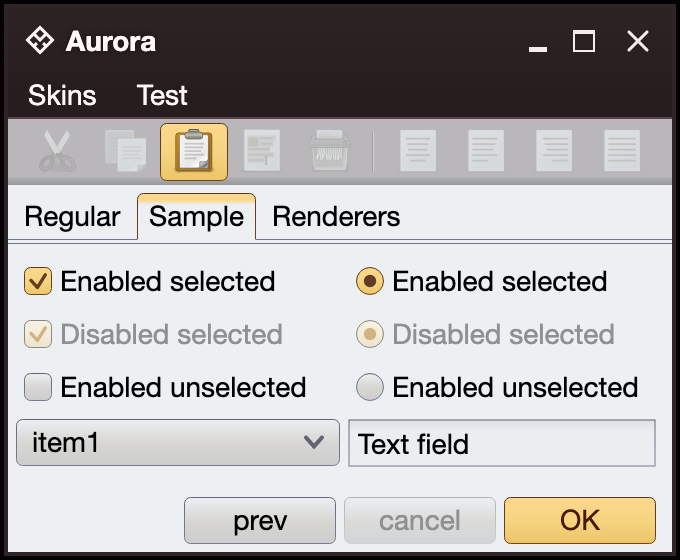 Aurora
Skins Test
Regular Sample Renderers
Enabled selected Enabled selected
Disabled selected Disabled selected
Enabled unselected Enabled unselected
item1 Text field
prev cancel OK